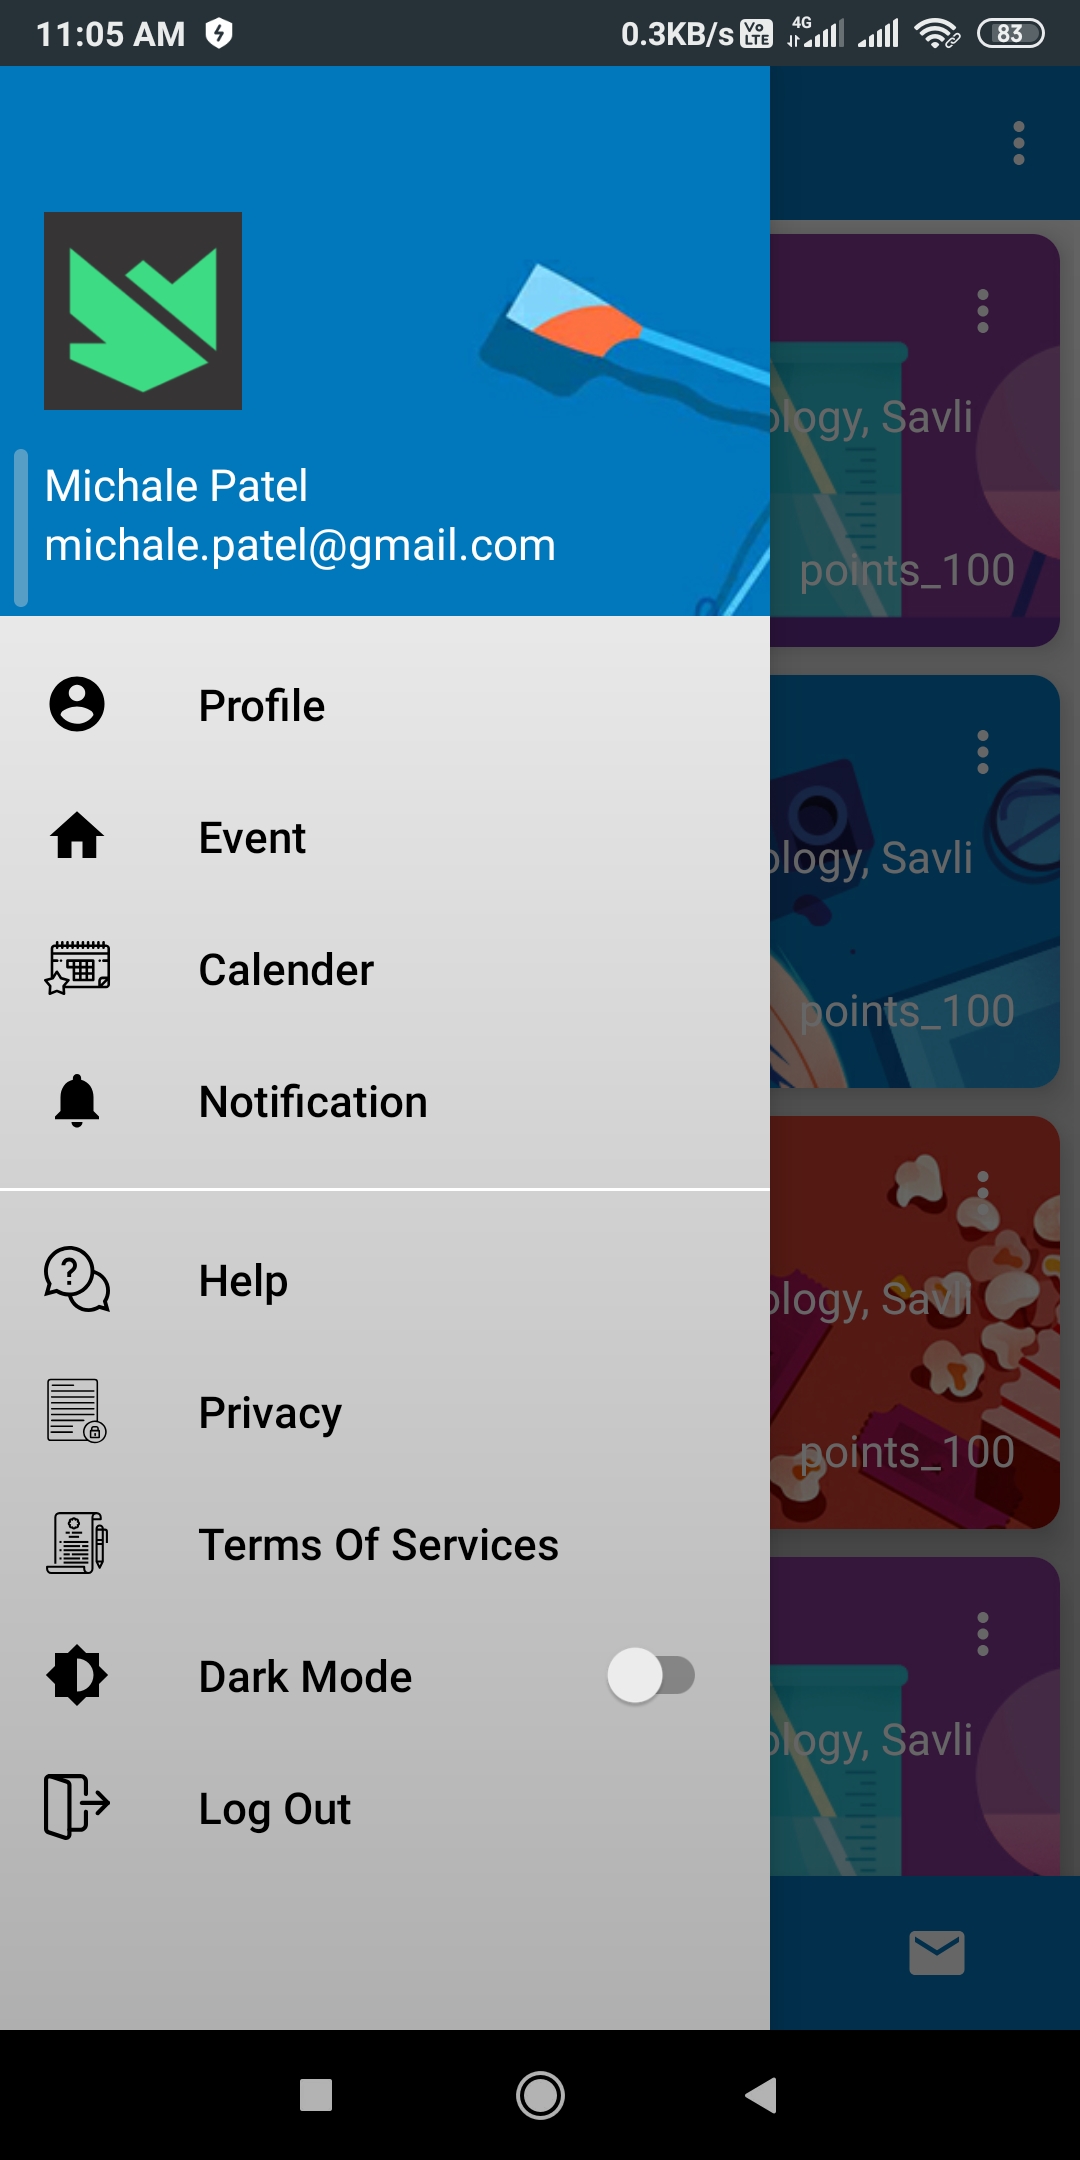 11:05 AM
0.3KB/s Vo LTE 4G 83
Michale Patel
michale.patel@gmail.com
Profile
Event
Calender
Notification
Help
Privacy
Terms Of Services
Dark Mode
Log Out
ology, Savli
points_100
ology, Savli
points_100
ology, Savli
points_100
ology, Savli